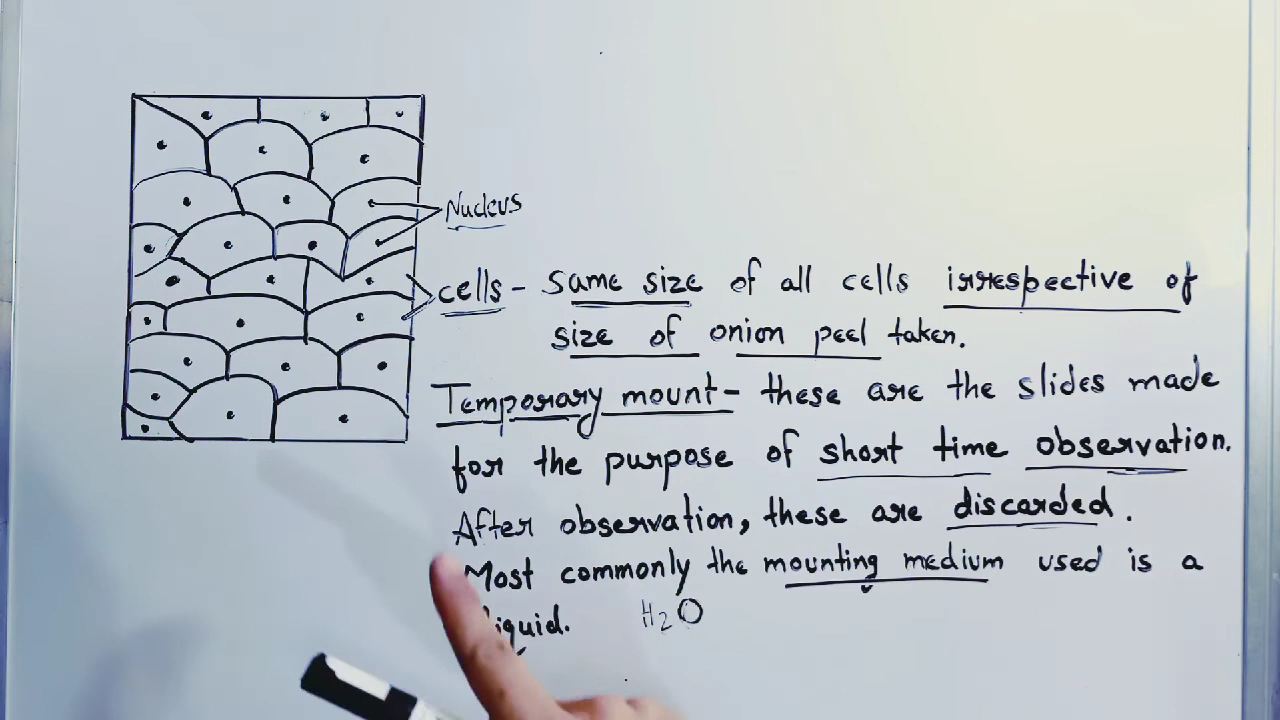 Nucleus
cells - same size of all cells irrespective of
size of onion peel taken.
Temporary mount - these are the slides made
for the purpose of short time observation.
After observation, these are discarded.
Most commonly the mounting medium used is a
liquid. H₂O